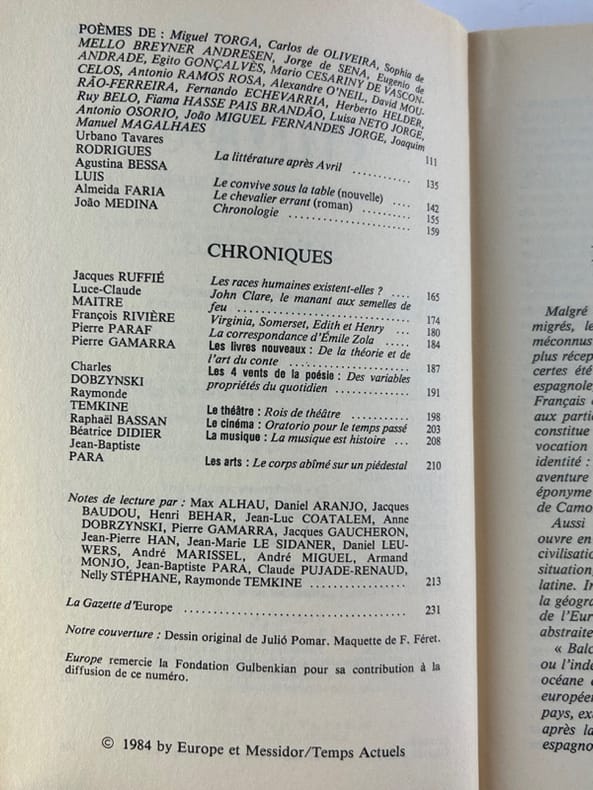 POÈMES DE : Miguel TORGA, Carlos de OLIVEIRA, Sophia de
MELLO BREYNER ANDRESEN, Jorge de SENA, Eugenio de
ANDRADE, Egito GONÇALVÈS, Mario CESARINY DE VASCON-
CELOS, Antonio RAMOS ROSA, Alexandre O'NEIL, David MOU-
RÃO-FERREIRA, Fernando ECHEVARRIA, Herberto HELDER,
Ruy BELO, Fiama HASSE PAIS BRANDÃO, Luisa NETO JORGE,
Antonio OSORIO, João MIGUEL FERNANDES JORGE, Joaquim
Manuel MAGALHAES 111
Urbano Tavares
RODRIGUES La littérature après Avril ............ 135
Agustina BESSA
LUIS Le convive sous la table (nouvelle) .... 142
Almeida FARIA Le chevalier errant (roman) .......... 155
João MEDINA Chronologie ..................... 159
CHRONIQUES
Jacques RUFFIÉ Les races humaines existent-elles ? .... 165
Luce-Claude
MAITRE John Clare, le manant aux semelles de
feu ............................ 174
François RIVIÈRE Virginia, Somerset, Edith et Henry ... 180
Pierre PARAF La correspondance d'Émile Zola ..... 184
Pierre GAMARRA Les livres nouveaux : De la théorie et de
l'art du conte .................... 187
Charles
DOBZYNSKI Les 4 vents de la poésie : Des variables
propriétés du quotidien ............. 191
Raymonde
TEMKINE Le théâtre : Rois de théâtre ........... 198
Raphaël BASSAN Le cinéma : Oratorio pour le temps passé 203
Béatrice DIDIER La musique : La musique est histoire ... 208
Jean-Baptiste
PARA Les arts : Le corps abîmé sur un piédestal 210
Notes de lecture par : Max ALHAU, Daniel ARANJO, Jacques
BAUDOU, Henri BEHAR, Jean-Luc COATALEM, Anne
DOBZYNSKI, Pierre GAMARRA, Jacques GAUCHERON,
Jean-Pierre HAN, Jean-Marie LE SIDANER, Daniel LEU-
WERS, André MARISSEL, André MIGUEL, Armand
MONJO, Jean-Baptiste PARA, Claude PUJADE-RENAUD,
Nelly STÉPHANE, Raymonde TEMKINE .................. 213
La Gazette d'Europe .................................... 231
Notre couverture : Dessin original de Julió Pomar. Maquette de F. Féret.
Europe remercie la Fondation Gulbenkian pour sa contribution à la
diffusion de ce numéro.
© 1984 by Europe et Messidor/Temps Actuels
Malgré
migrés, le
méconnus
plus récep
certes été
espagnole
Français
aux partic
constitue
vocation
identité :
aventure
éponyme
de Camo
Aussi
ouvre en
civilisatio
situation,
latine. In
la géogra
de l'Eur
abstraite
« Balc
ou l'inde
océane
européen
pays, ex
après la
espagno